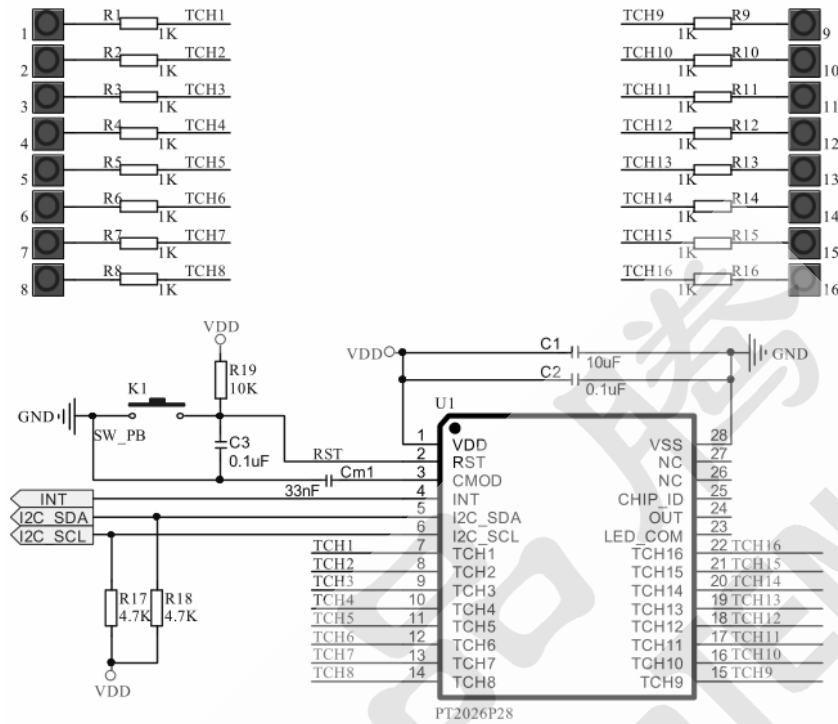 1 R1 1K TCH1
2 R2 1K TCH2
3 R3 1K TCH3
4 R4 1K TCH4
5 R5 1K TCH5
6 R6 1K TCH6
7 R7 1K TCH7
8 R8 1K TCH8
TCH9 1K R9 9
TCH10 1K R10 10
TCH11 1K R11 11
TCH12 1K R12 12
TCH13 1K R13 13
TCH14 1K R14 14
TCH15 1K R15 15
TCH16 1K R16 16
VDD
R19
10K
K1
GND
SW_PB
C3
0.1uF
RST
Cm1
33nF
INT
I2C_SDA
I2C_SCL
R17
4.7K
R18
4.7K
VDD
VDD
C1
10uF
GND
C2
0.1uF
U1
1 VDD
2 RST
3 CMOD
4 INT
5 I2C_SDA
6 I2C_SCL
TCH1 7 TCH1
TCH2 8 TCH2
TCH3 9 TCH3
TCH4 10 TCH4
TCH5 11 TCH5
TCH6 12 TCH6
TCH7 13 TCH7
TCH8 14 TCH8
VSS 28
NC 27
NC 26
CHIP_ID 25
OUT 24
LED_COM 23
TCH16 22 TCH16
TCH15 21 TCH15
TCH14 20 TCH14
TCH13 19 TCH13
TCH12 18 TCH12
TCH11 17 TCH11
TCH10 16 TCH10
TCH9 15 TCH9
PT2026P28